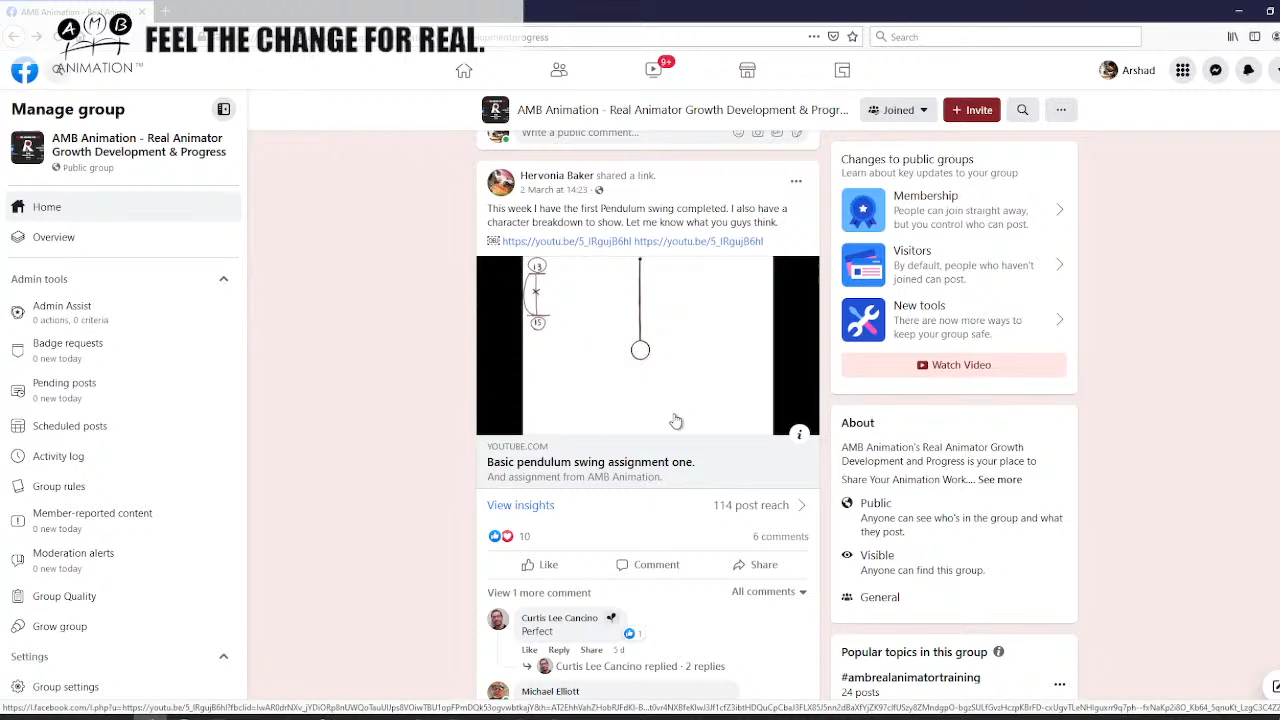 AMB Animation - Real Animato
FEEL THE CHANGE FOR REAL.
AMB
ANIMATION™
opmentprogress
Search
9+
Arshad
Manage group
AMB Animation - Real Animator
Growth Development & Progress
Public group
Home
Overview
Admin tools
Admin Assist
0 actions, 0 criteria
Badge requests
0 new today
Pending posts
0 new today
Scheduled posts
Activity log
Group rules
Member-reported content
0 new today
Moderation alerts
0 new today
Group Quality
Grow group
Settings
Group settings
AMB Animation - Real Animator Growth Development & Progr...
Joined
+ Invite
Write a public comment...
Hervonia Baker shared a link.
2 March at 14:23 ·
This week I have the first Pendulum swing completed. I also have a
character breakdown to show. Let me know what you guys think.
https://youtu.be/5_lRgujB6hI https://youtu.be/5_lRgujB6hI
13
15
YOUTUBE.COM
Basic pendulum swing assignment one.
And assignment from AMB Animation.
View insights
114 post reach
10
6 comments
Like
Comment
Share
View 1 more comment
All comments
Curtis Lee Cancino
Perfect
1
Like Reply Share 5 d
Curtis Lee Cancino replied · 2 replies
Michael Elliott
Changes to public groups
Learn about key updates to your group
Membership
People can join straight away,
but you control who can post.
Visitors
By default, people who haven't
joined can post.
New tools
There are now more ways to
keep your group safe.
Watch Video
About
AMB Animation's Real Animator Growth
Development and Progress is your place to
Share Your Animation Work.... See more
Public
Anyone can see who's in the group and what
they post.
Visible
Anyone can find this group.
General
Popular topics in this group
#ambrealanimatortraining
24 posts